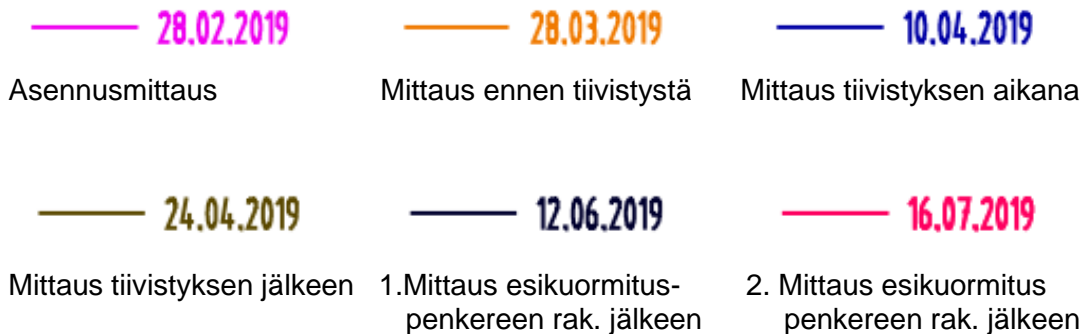 28.02.2019 28.03.2019 10.04.2019
Asennusmittaus Mittaus ennen tiivistystä Mittaus tiivistyksen aikana
24.04.2019 12.06.2019 16.07.2019
Mittaus tiivistyksen jälkeen 1.Mittaus esikuormitus- 2. Mittaus esikuormitus
penkereen rak. jälkeen penkereen rak. jälkeen